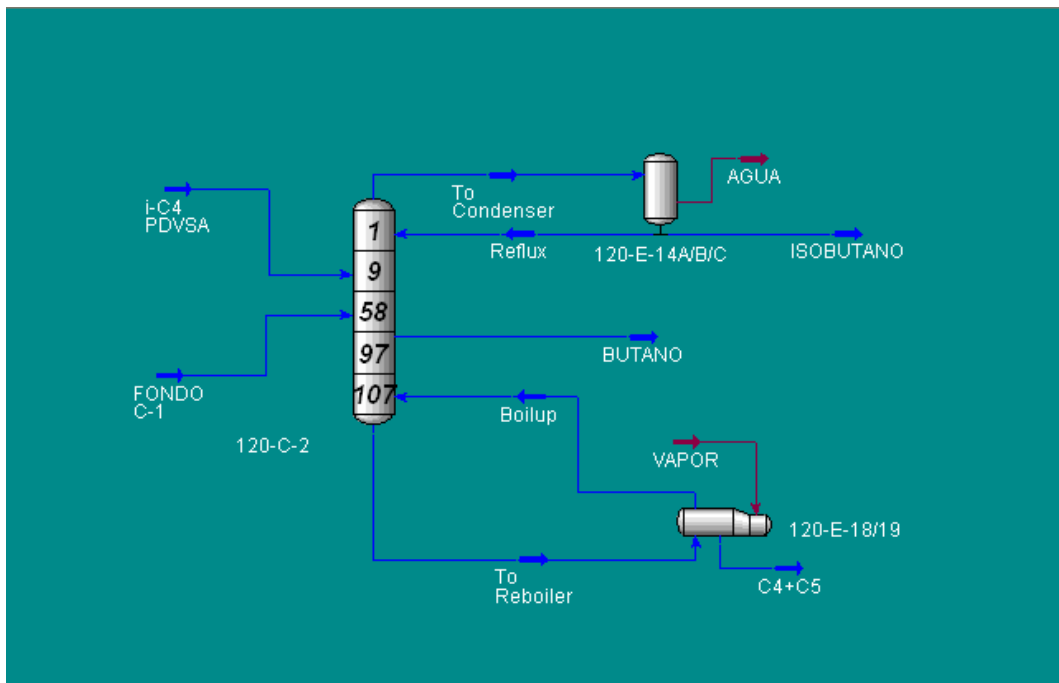 i-C4
PDVSA
To
Condenser
AGUA
1
Reflux
120-E-14A/B/C
ISOBUTANO
9
58
97
BUTANO
FONDO
C-1
107
Boilup
120-C-2
VAPOR
120-E-18/19
To
Reboiler
C4+C5